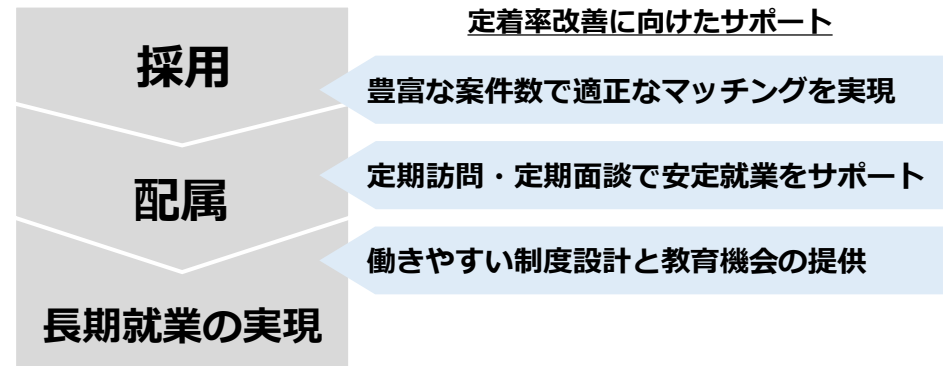 定着率改善に向けたサポート
採用
豊富な案件数で適正なマッチングを実現
配属
定期訪問・定期面談で安定就業をサポート
働きやすい制度設計と教育機会の提供
長期就業の実現